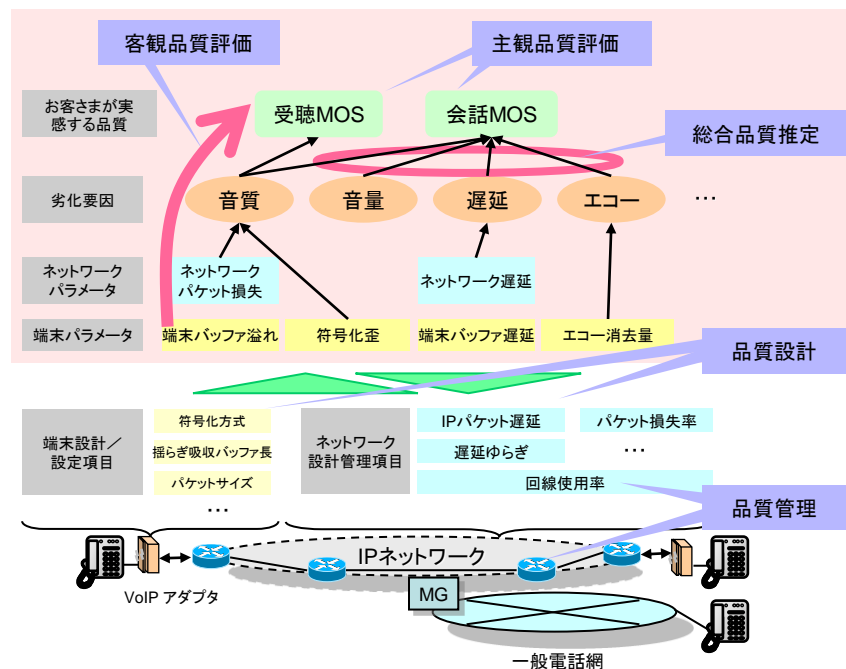 客観品質評価
主観品質評価
お客さまが実
感する品質
受聴MOS
会話MOS
総合品質推定
劣化要因
音質
音量
遅延
エコー
…
ネットワーク
パラメータ
ネットワーク
パケット損失
ネットワーク遅延
端末パラメータ
端末バッファ溢れ
符号化歪
端末バッファ遅延
エコー消去量
品質設計
端末設計／
設定項目
符号化方式
揺らぎ吸収バッファ長
パケットサイズ
…
ネットワーク
設計管理項目
IPパケット遅延
パケット損失率
遅延ゆらぎ
…
回線使用率
品質管理
IPネットワーク
VoIP アダプタ
MG
一般電話網